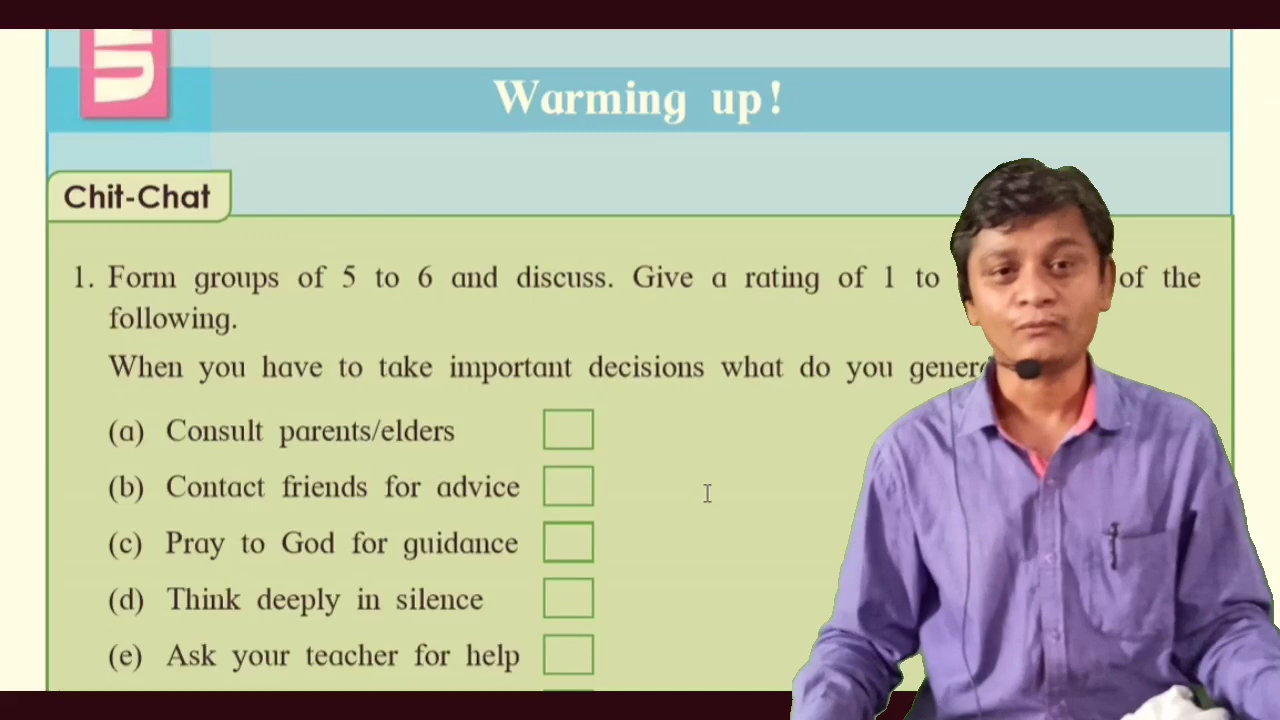 Warming up!
Chit-Chat
1. Form groups of 5 to 6 and discuss. Give a rating of 1 to of the
following.
When you have to take important decisions what do you
(a) Consult parents/elders
(b) Contact friends for advice
(c) Pray to God for guidance
(d) Think deeply in silence
(e) Ask your teacher for help